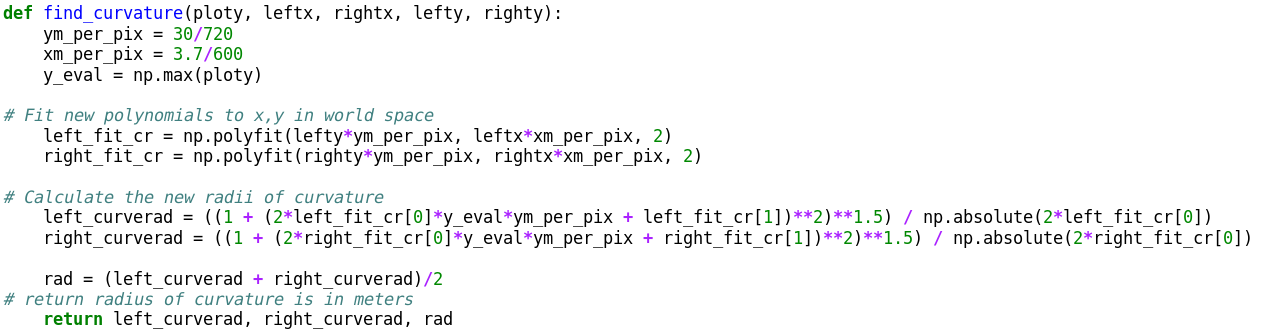 def find_curvature(ploty, leftx, rightx, lefty, righty):
    ym_per_pix = 30/720
    xm_per_pix = 3.7/600
    y_eval = np.max(ploty)

# Fit new polynomials to x,y in world space
    left_fit_cr = np.polyfit(lefty*ym_per_pix, leftx*xm_per_pix, 2)
    right_fit_cr = np.polyfit(righty*ym_per_pix, rightx*xm_per_pix, 2)

# Calculate the new radii of curvature
    left_curverad = ((1 + (2*left_fit_cr[0]*y_eval*ym_per_pix + left_fit_cr[1])**2)**1.5) / np.absolute(2*left_fit_cr[0])
    right_curverad = ((1 + (2*right_fit_cr[0]*y_eval*ym_per_pix + right_fit_cr[1])**2)**1.5) / np.absolute(2*right_fit_cr[0])

    rad = (left_curverad + right_curverad)/2
# return radius of curvature is in meters
    return left_curverad, right_curverad, rad